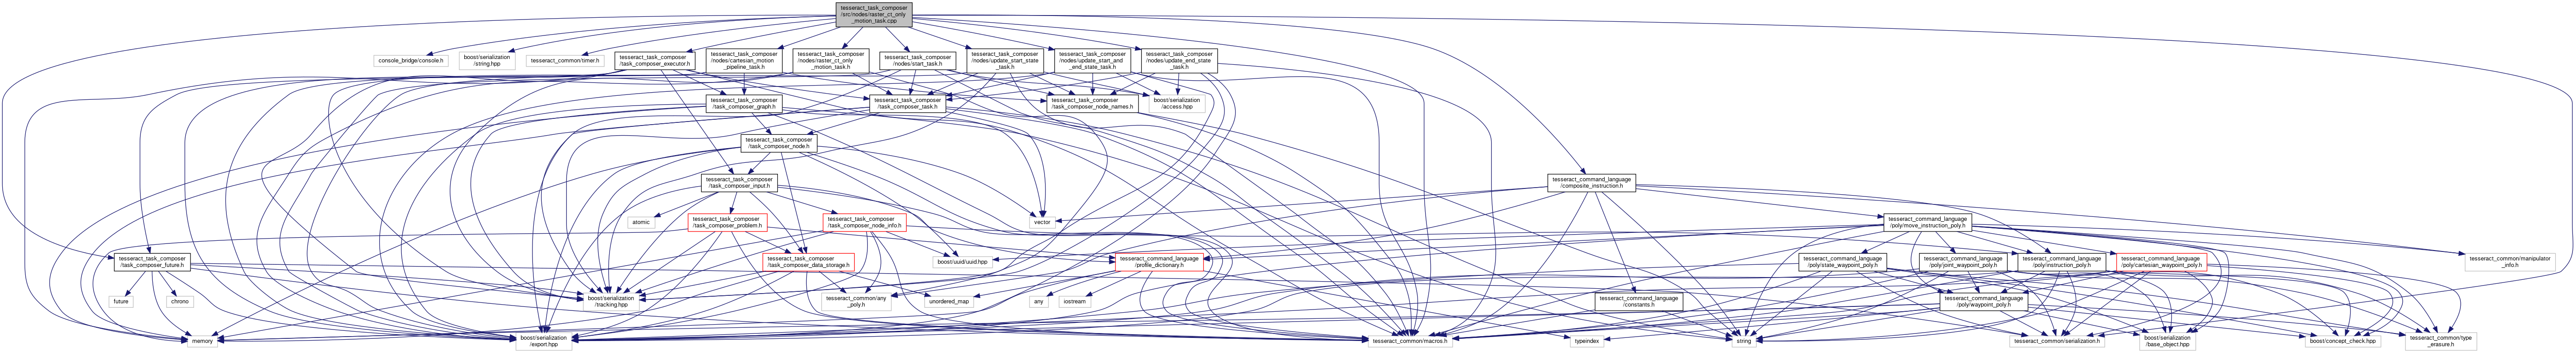 tesseract_task_composer
/src/nodes/raster_ct_only
_motion_task.cpp
console_bridge/console.h
boost/serialization
/string.hpp
tesseract_common/timer.h
tesseract_task_composer
/task_composer_executor.h
tesseract_task_composer
/nodes/cartesian_motion
_pipeline_task.h
tesseract_task_composer
/nodes/raster_ct_only
_motion_task.h
tesseract_task_composer
/nodes/start_task.h
tesseract_task_composer
/nodes/update_start_state
_task.h
tesseract_task_composer
/nodes/update_start_and
_end_state_task.h
tesseract_task_composer
/nodes/update_end_state
_task.h
tesseract_task_composer
/task_composer_graph.h
tesseract_task_composer
/task_composer_task.h
tesseract_task_composer
/task_composer_node_names.h
boost/serialization
/access.hpp
tesseract_task_composer
/task_composer_node.h
tesseract_task_composer
/task_composer_input.h
tesseract_command_language
/composite_instruction.h
atomic
tesseract_task_composer
/task_composer_problem.h
tesseract_task_composer
/task_composer_node_info.h
vector
tesseract_command_language
/poly/move_instruction_poly.h
tesseract_task_composer
/task_composer_future.h
tesseract_task_composer
/task_composer_data_storage.h
boost/uuid/uuid.hpp
tesseract_command_language
/profile_dictionary.h
tesseract_command_language
/poly/state_waypoint_poly.h
tesseract_command_language
/poly/joint_waypoint_poly.h
tesseract_command_language
/poly/instruction_poly.h
tesseract_command_language
/poly/cartesian_waypoint_poly.h
tesseract_common/manipulator
_info.h
future
chrono
boost/serialization
/tracking.hpp
tesseract_common/any
_poly.h
unordered_map
any
iostream
tesseract_command_language
/constants.h
tesseract_command_language
/poly/waypoint_poly.h
memory
boost/serialization
/export.hpp
tesseract_common/macros.h
typeindex
string
tesseract_common/serialization.h
boost/serialization
/base_object.hpp
boost/concept_check.hpp
tesseract_common/type
_erasure.h